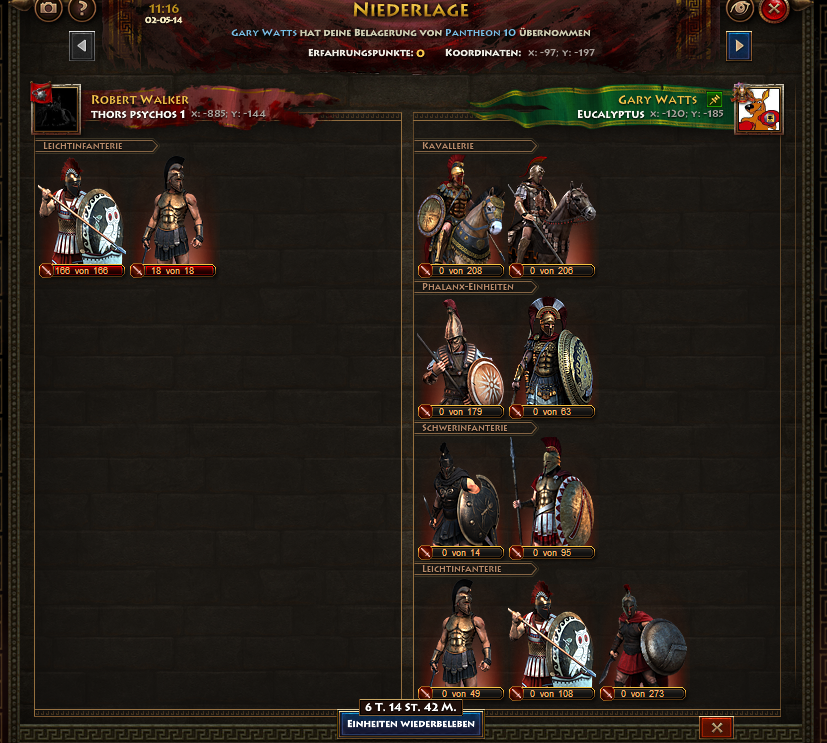 ?
11:16
02-05-14
Niederlage
Gary Watts hat deine Belagerung von Pantheon 10 übernommen
Erfahrungspunkte: 0 Koordinaten: x: -97; y: -197
Robert Walker
Thors Psychos 1 x: -885; y: -144
Gary Watts
Eucalyptus x: -120; y: -185
Leichtinfanterie
166 von 166
18 von 18
Kavallerie
0 von 208
0 von 206
Phalanx-Einheiten
0 von 179
0 von 63
Schwerinfanterie
0 von 14
0 von 95
Leichtinfanterie
0 von 49
0 von 108
0 von 273
6 T. 14 St. 42 M.
Einheiten wiederbeleben